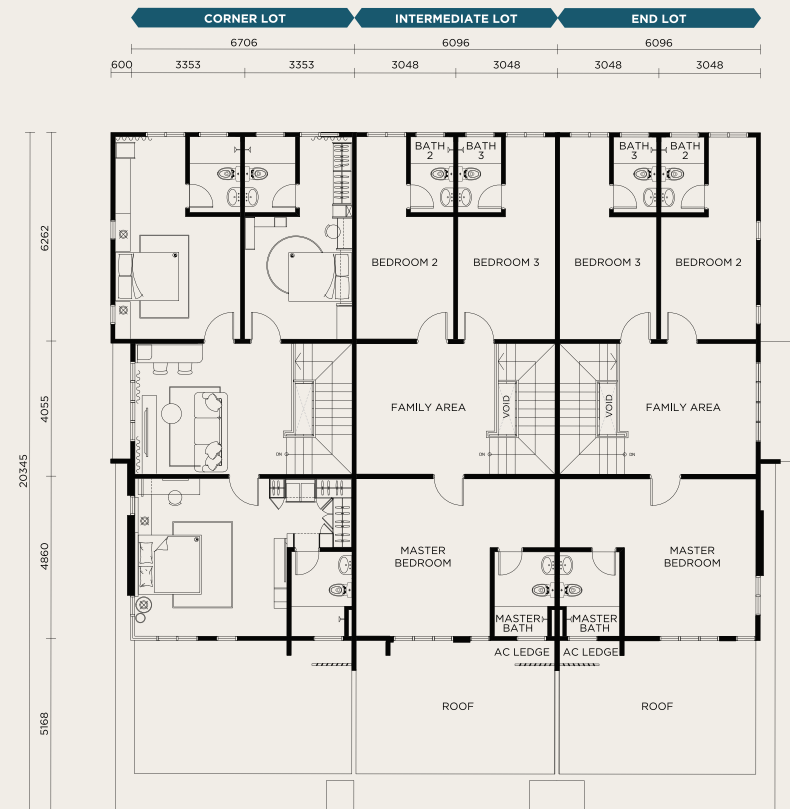 CORNER LOT
INTERMEDIATE LOT
END LOT
6706
6096
6096
600
3353
3353
3048
3048
3048
3048
BATH
2
BATH
3
BATH
3
BATH
2
6262
BEDROOM 2
BEDROOM 3
BEDROOM 3
BEDROOM 2
4055
FAMILY AREA
VOID
VOID
FAMILY AREA
20345
4860
MASTER
BEDROOM
MASTER
BEDROOM
MASTER
BATH
MASTER
BATH
AC LEDGE
AC LEDGE
5168
ROOF
ROOF